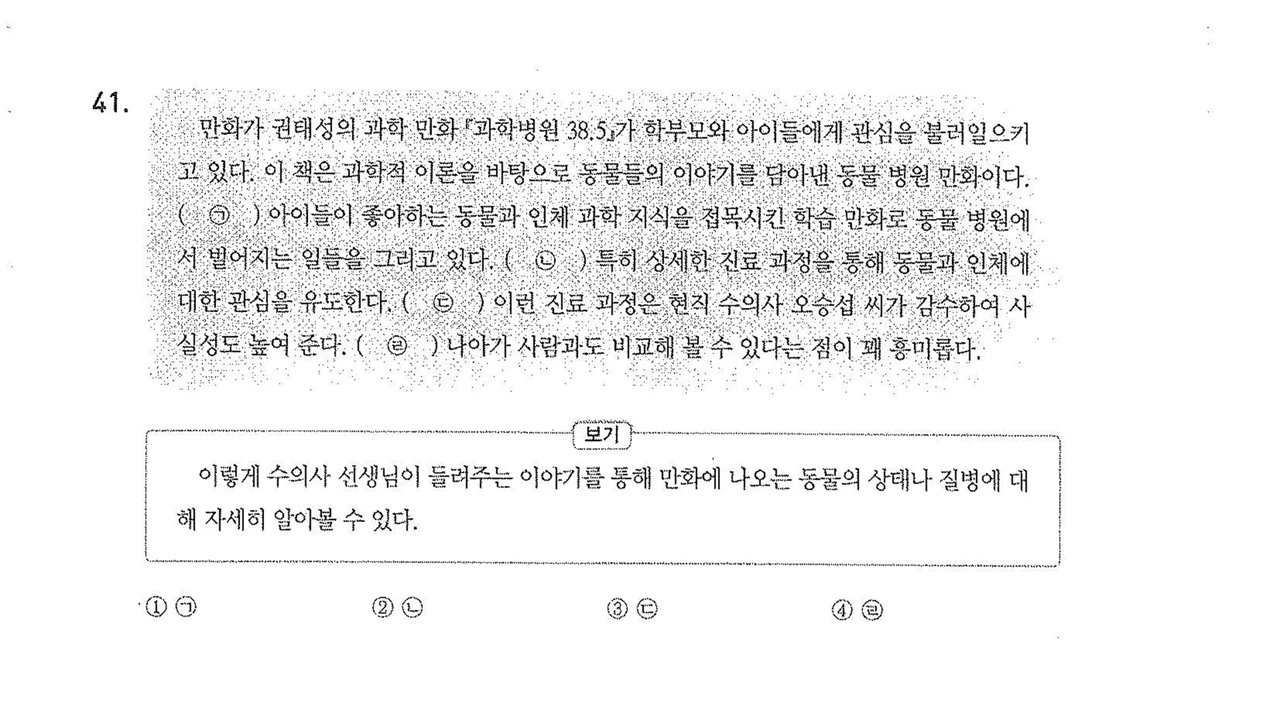 41.
만화가 권태성의 과학 만화 『과학병원 38.5』가 학부모와 아이들에게 관심을 불러일으키
고 있다. 이 책은 과학적 이론을 바탕으로 동물들의 이야기를 담아낸 동물 병원 만화이다.
( ㉠ ) 아이들이 좋아하는 동물과 인체 과학 지식을 접목시킨 학습 만화로 동물 병원에
서 벌어지는 일들을 그리고 있다. ( ㉡ ) 특히 상세한 진료 과정을 통해 동물과 인체에
대한 관심을 유도한다. ( ㉢ ) 이런 진료 과정은 현직 수의사 오승섭 씨가 감수하여 사
실성도 높여 준다. ( ㉣ ) 나아가 사람과도 비교해 볼 수 있다는 점이 꽤 흥미롭다.
보기
이렇게 수의사 선생님이 들려주는 이야기를 통해 만화에 나오는 동물의 상태나 질병에 대
해 자세히 알아볼 수 있다.
① ㉠ ② ㉡ ③ ㉢ ④ ㉣